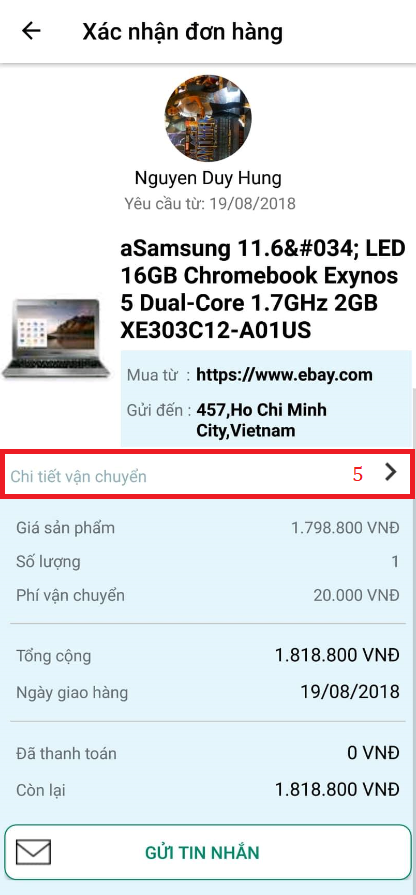 Xác nhận đơn hàng
Nguyen Duy Hung
Yêu cầu từ: 19/08/2018
aSamsung 11.6&#034; LED
16GB Chromebook Exynos
5 Dual-Core 1.7GHz 2GB
XE303C12-A01US
Mua từ : https://www.ebay.com
Gửi đến : 457,Ho Chi Minh
City,Vietnam
Chi tiết vận chuyển 5
Giá sản phẩm 1.798.800 VNĐ
Số lượng 1
Phí vận chuyển 20.000 VNĐ
Tổng cộng 1.818.800 VNĐ
Ngày giao hàng 19/08/2018
Đã thanh toán 0 VNĐ
Còn lại 1.818.800 VNĐ
GỬI TIN NHẮN